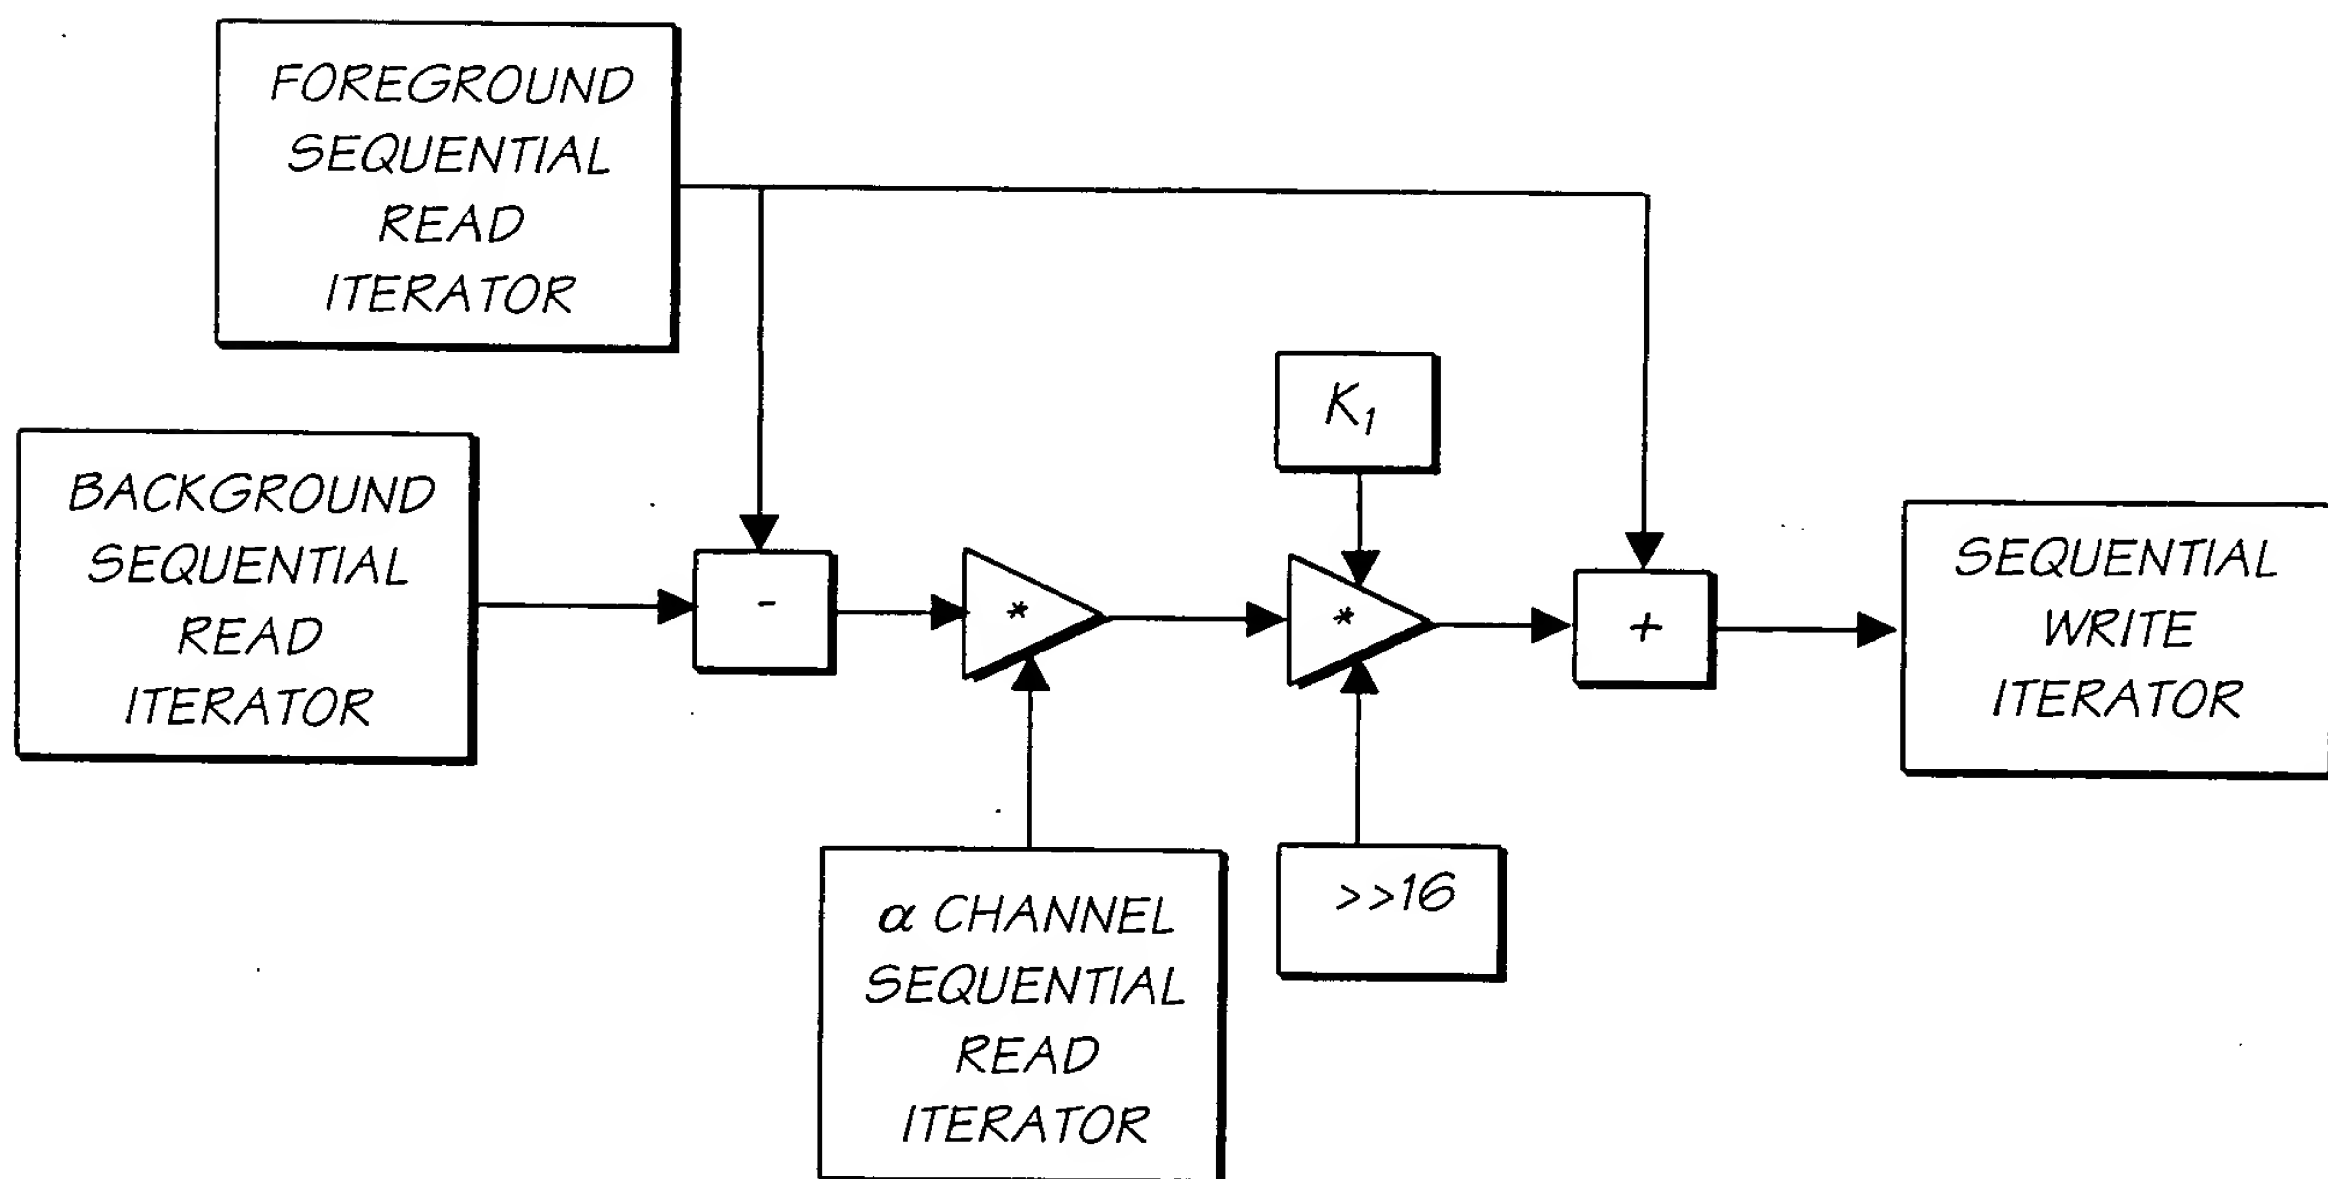 FOREGROUND
SEQUENTIAL
READ
ITERATOR
K₁
BACKGROUND
SEQUENTIAL
READ
ITERATOR
-
*
*
+
SEQUENTIAL
WRITE
ITERATOR
α CHANNEL
SEQUENTIAL
READ
ITERATOR
>>16